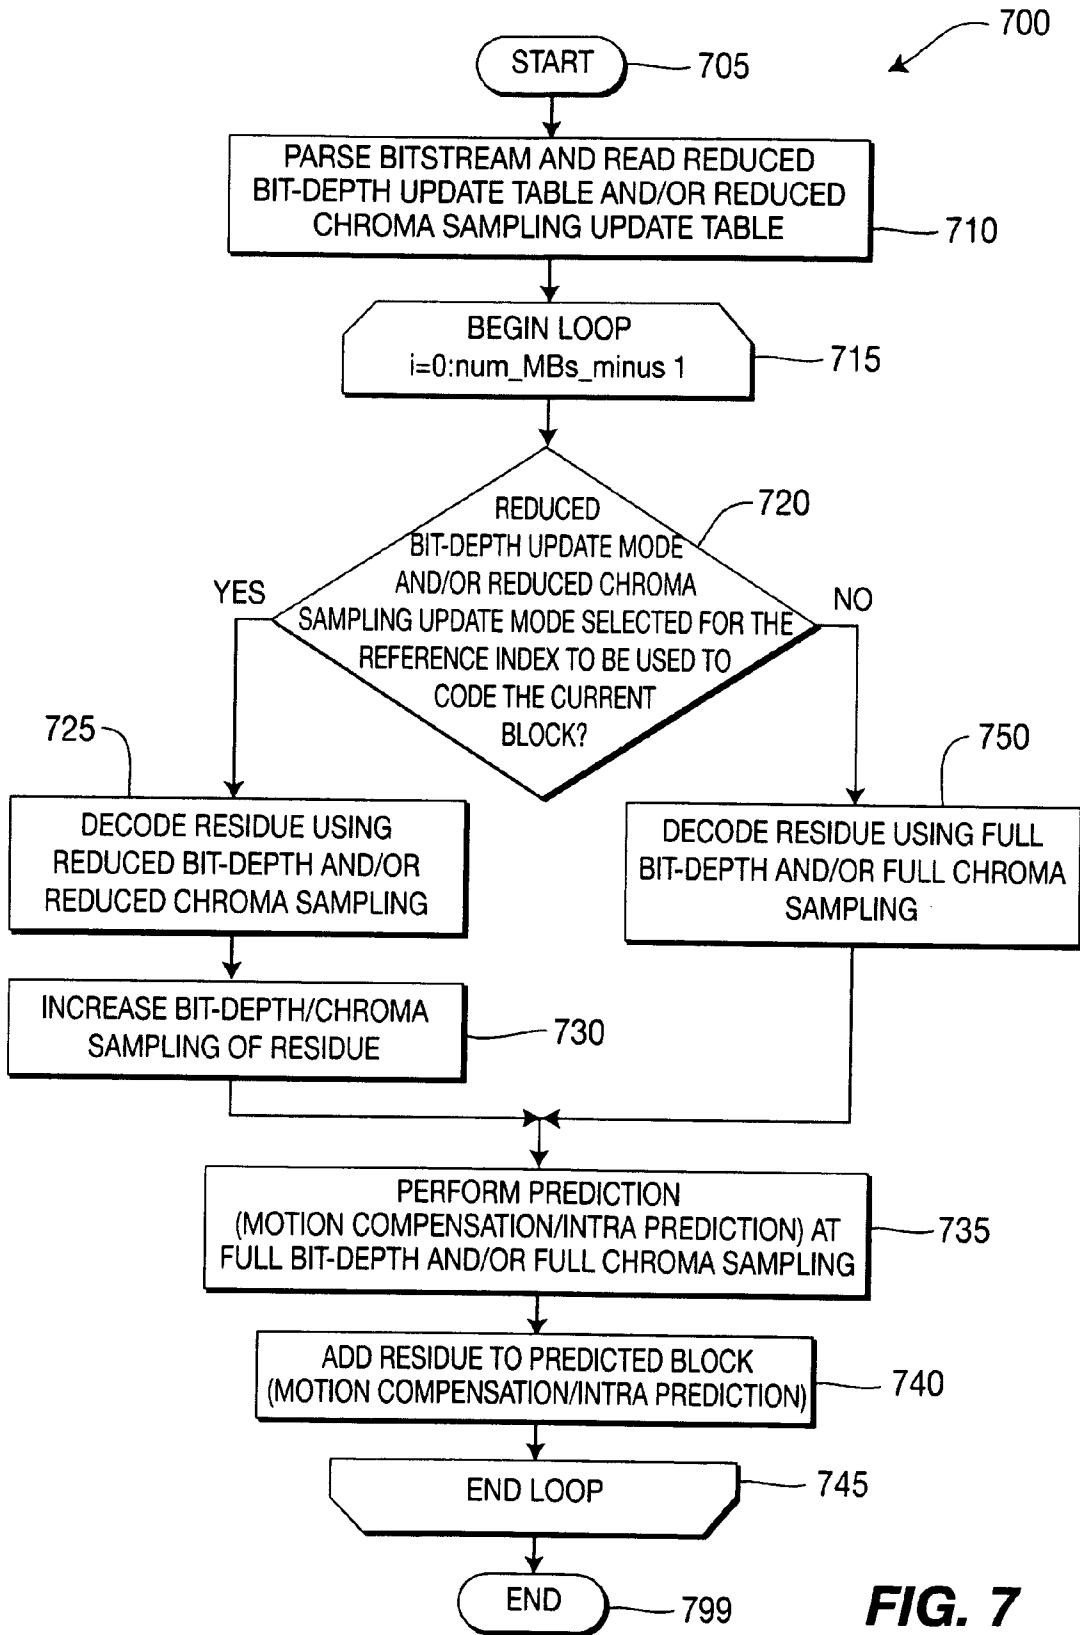 700
START
705
PARSE BITSTREAM AND READ REDUCED
BIT-DEPTH UPDATE TABLE AND/OR REDUCED
CHROMA SAMPLING UPDATE TABLE
710
BEGIN LOOP
i=0:num_MBs_minus 1
715
REDUCED
BIT-DEPTH UPDATE MODE
AND/OR REDUCED CHROMA
SAMPLING UPDATE MODE SELECTED FOR THE
REFERENCE INDEX TO BE USED TO
CODE THE CURRENT
BLOCK?
720
YES
NO
725
DECODE RESIDUE USING
REDUCED BIT-DEPTH AND/OR
REDUCED CHROMA SAMPLING
750
DECODE RESIDUE USING FULL
BIT-DEPTH AND/OR FULL CHROMA
SAMPLING
INCREASE BIT-DEPTH/CHROMA
SAMPLING OF RESIDUE
730
PERFORM PREDICTION
(MOTION COMPENSATION/INTRA PREDICTION) AT
FULL BIT-DEPTH AND/OR FULL CHROMA SAMPLING
735
ADD RESIDUE TO PREDICTED BLOCK
(MOTION COMPENSATION/INTRA PREDICTION)
740
END LOOP
745
END
799
FIG. 7